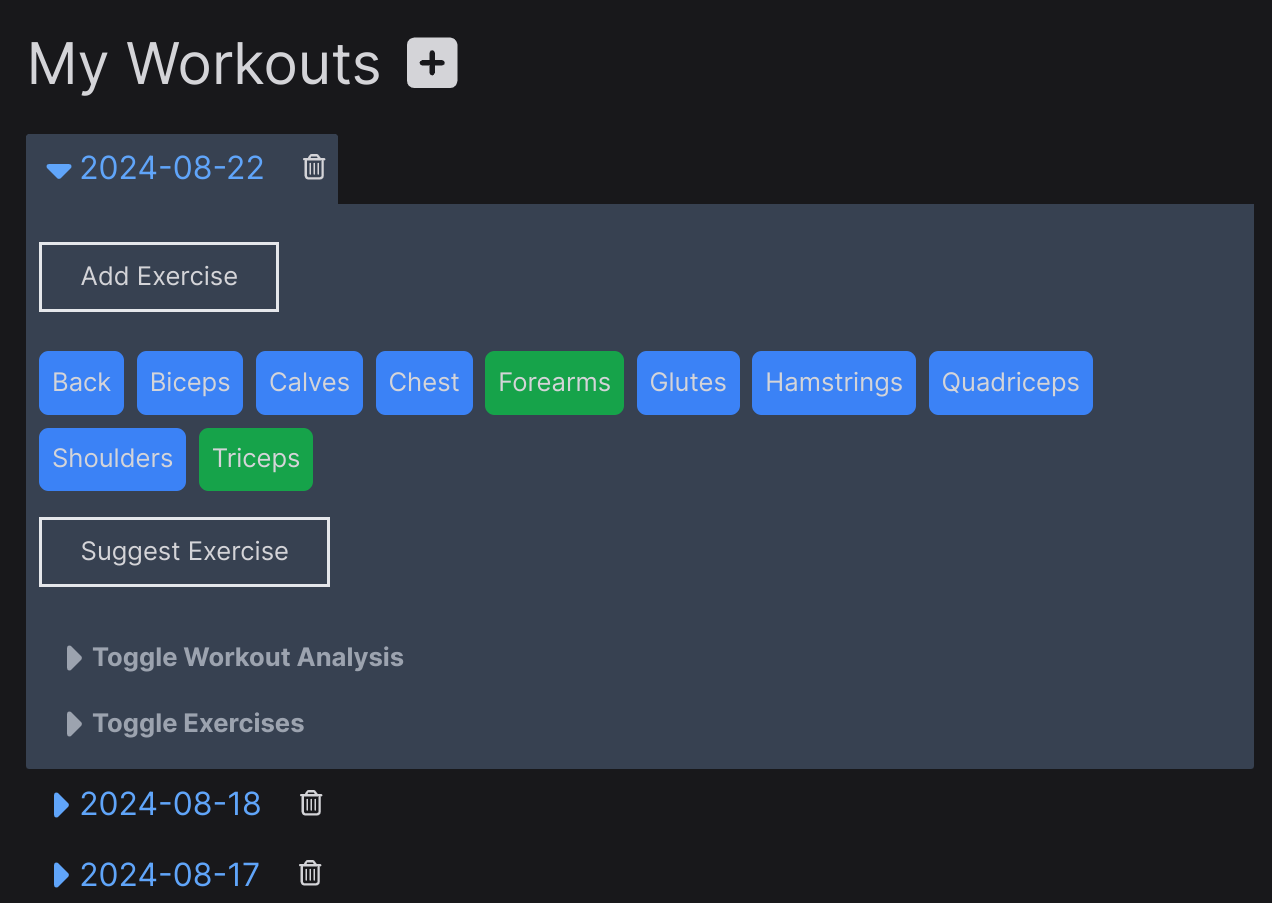 My Workouts
2024-08-22
Add Exercise
Back Biceps Calves Chest Forearms Glutes Hamstrings Quadriceps
Shoulders Triceps
Suggest Exercise
Toggle Workout Analysis
Toggle Exercises
2024-08-18
2024-08-17